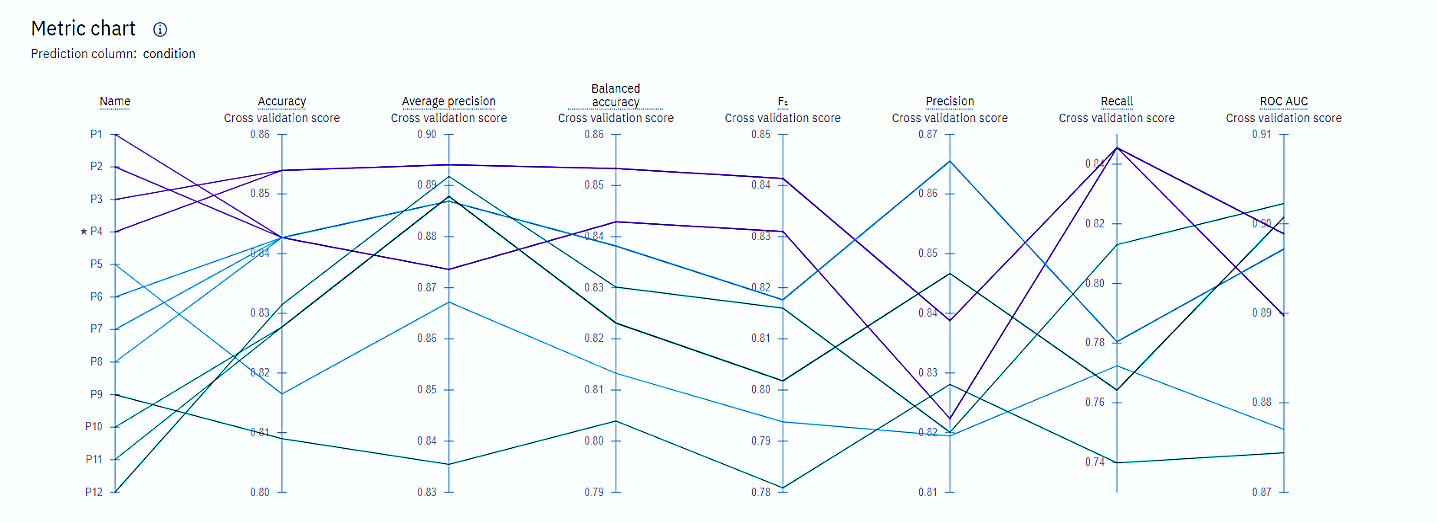 Metric chart
Prediction column: condition
Name
Accuracy
Cross validation score
Average precision
Cross validation score
Balanced
accuracy
Cross validation score
F₁
Cross validation score
Precision
Cross validation score
Recall
Cross validation score
ROC AUC
Cross validation score
P1
P2
P3
★ P4
P5
P6
P7
P8
P9
P10
P11
P12
0.86
0.85
0.84
0.83
0.82
0.81
0.80
0.90
0.89
0.88
0.87
0.86
0.85
0.84
0.83
0.86
0.85
0.84
0.83
0.82
0.81
0.80
0.79
0.85
0.84
0.83
0.82
0.81
0.80
0.79
0.78
0.87
0.86
0.85
0.84
0.83
0.82
0.81
0.84
0.82
0.80
0.78
0.76
0.74
0.91
0.90
0.89
0.88
0.87